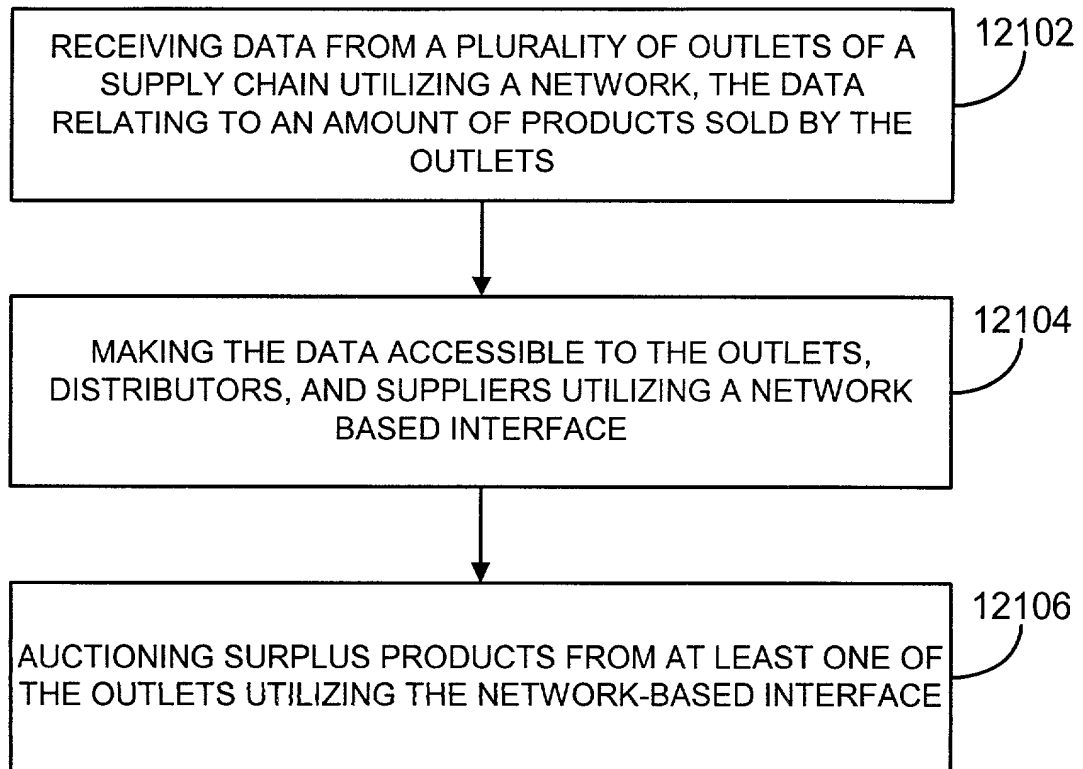 RECEIVING DATA FROM A PLURALITY OF OUTLETS OF A
SUPPLY CHAIN UTILIZING A NETWORK, THE DATA
RELATING TO AN AMOUNT OF PRODUCTS SOLD BY THE
OUTLETS
12102
MAKING THE DATA ACCESSIBLE TO THE OUTLETS,
DISTRIBUTORS, AND SUPPLIERS UTILIZING A NETWORK
BASED INTERFACE
12104
AUCTIONING SURPLUS PRODUCTS FROM AT LEAST ONE OF
THE OUTLETS UTILIZING THE NETWORK-BASED INTERFACE
12106